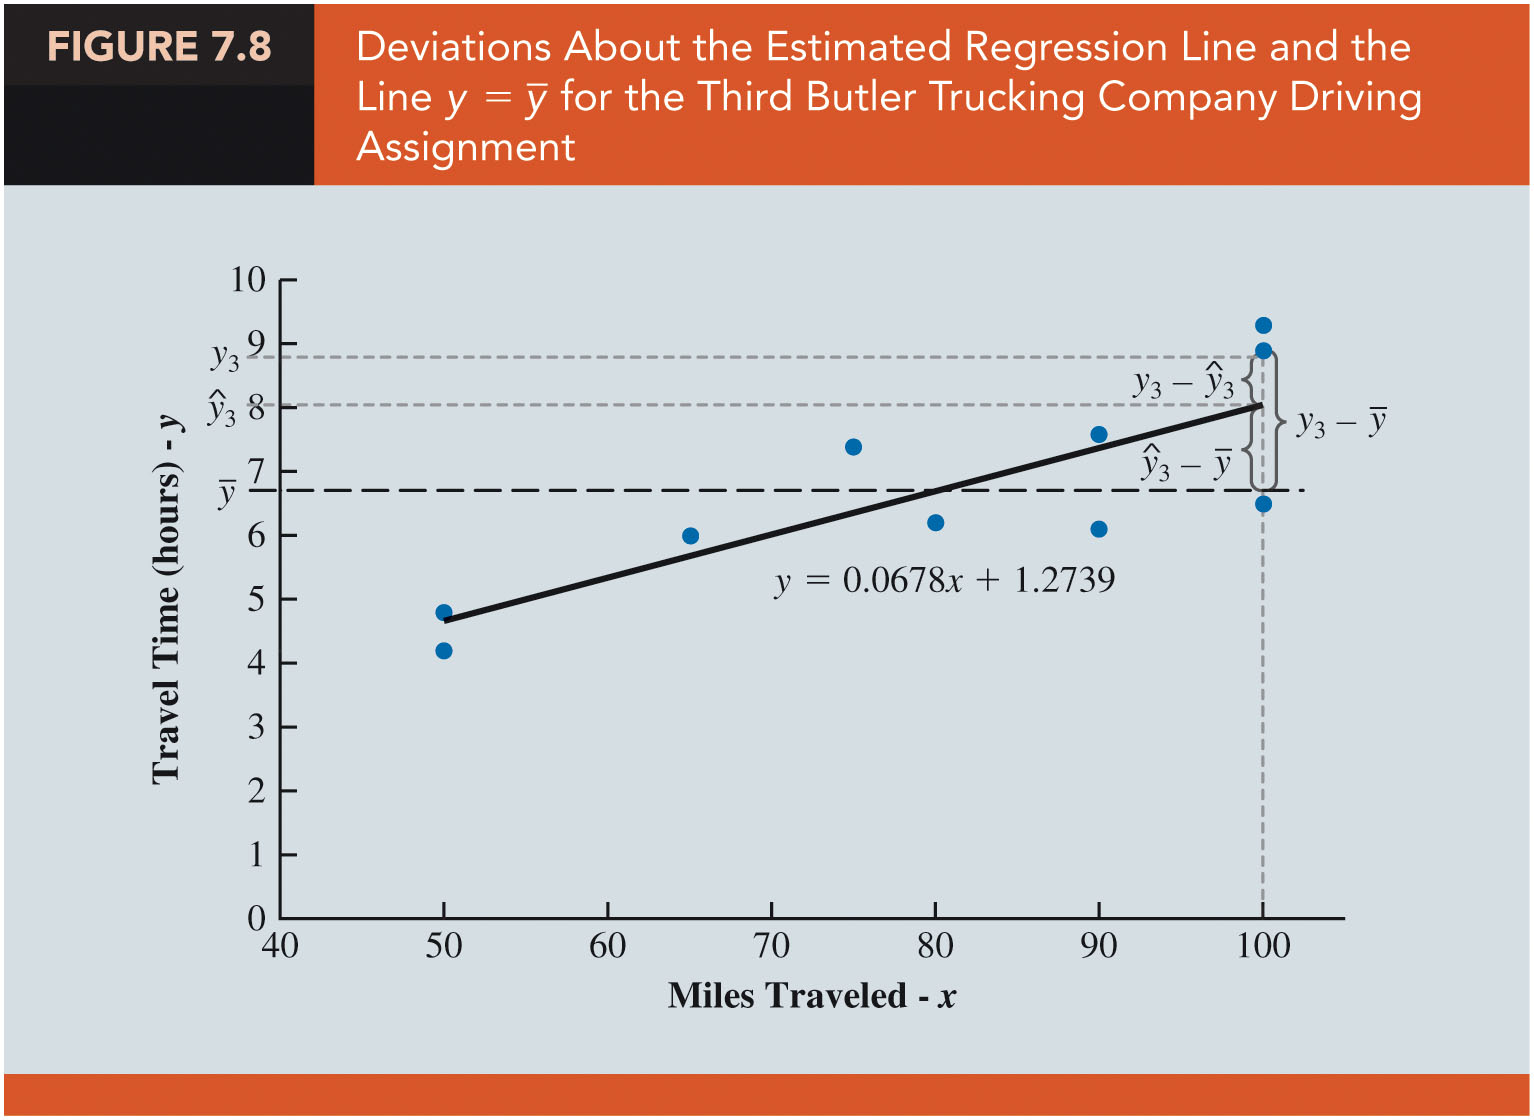 FIGURE 7.8
Deviations About the Estimated Regression Line and the
Line y = ȳ for the Third Butler Trucking Company Driving
Assignment
10
9
8
7
6
5
4
3
2
1
0
y₃
ŷ₃
ȳ
Travel Time (hours) - y
y₃ − ŷ₃
y₃ − ȳ
ŷ₃ − ȳ
y = 0.0678x + 1.2739
40 50 60 70 80 90 100
Miles Traveled - x